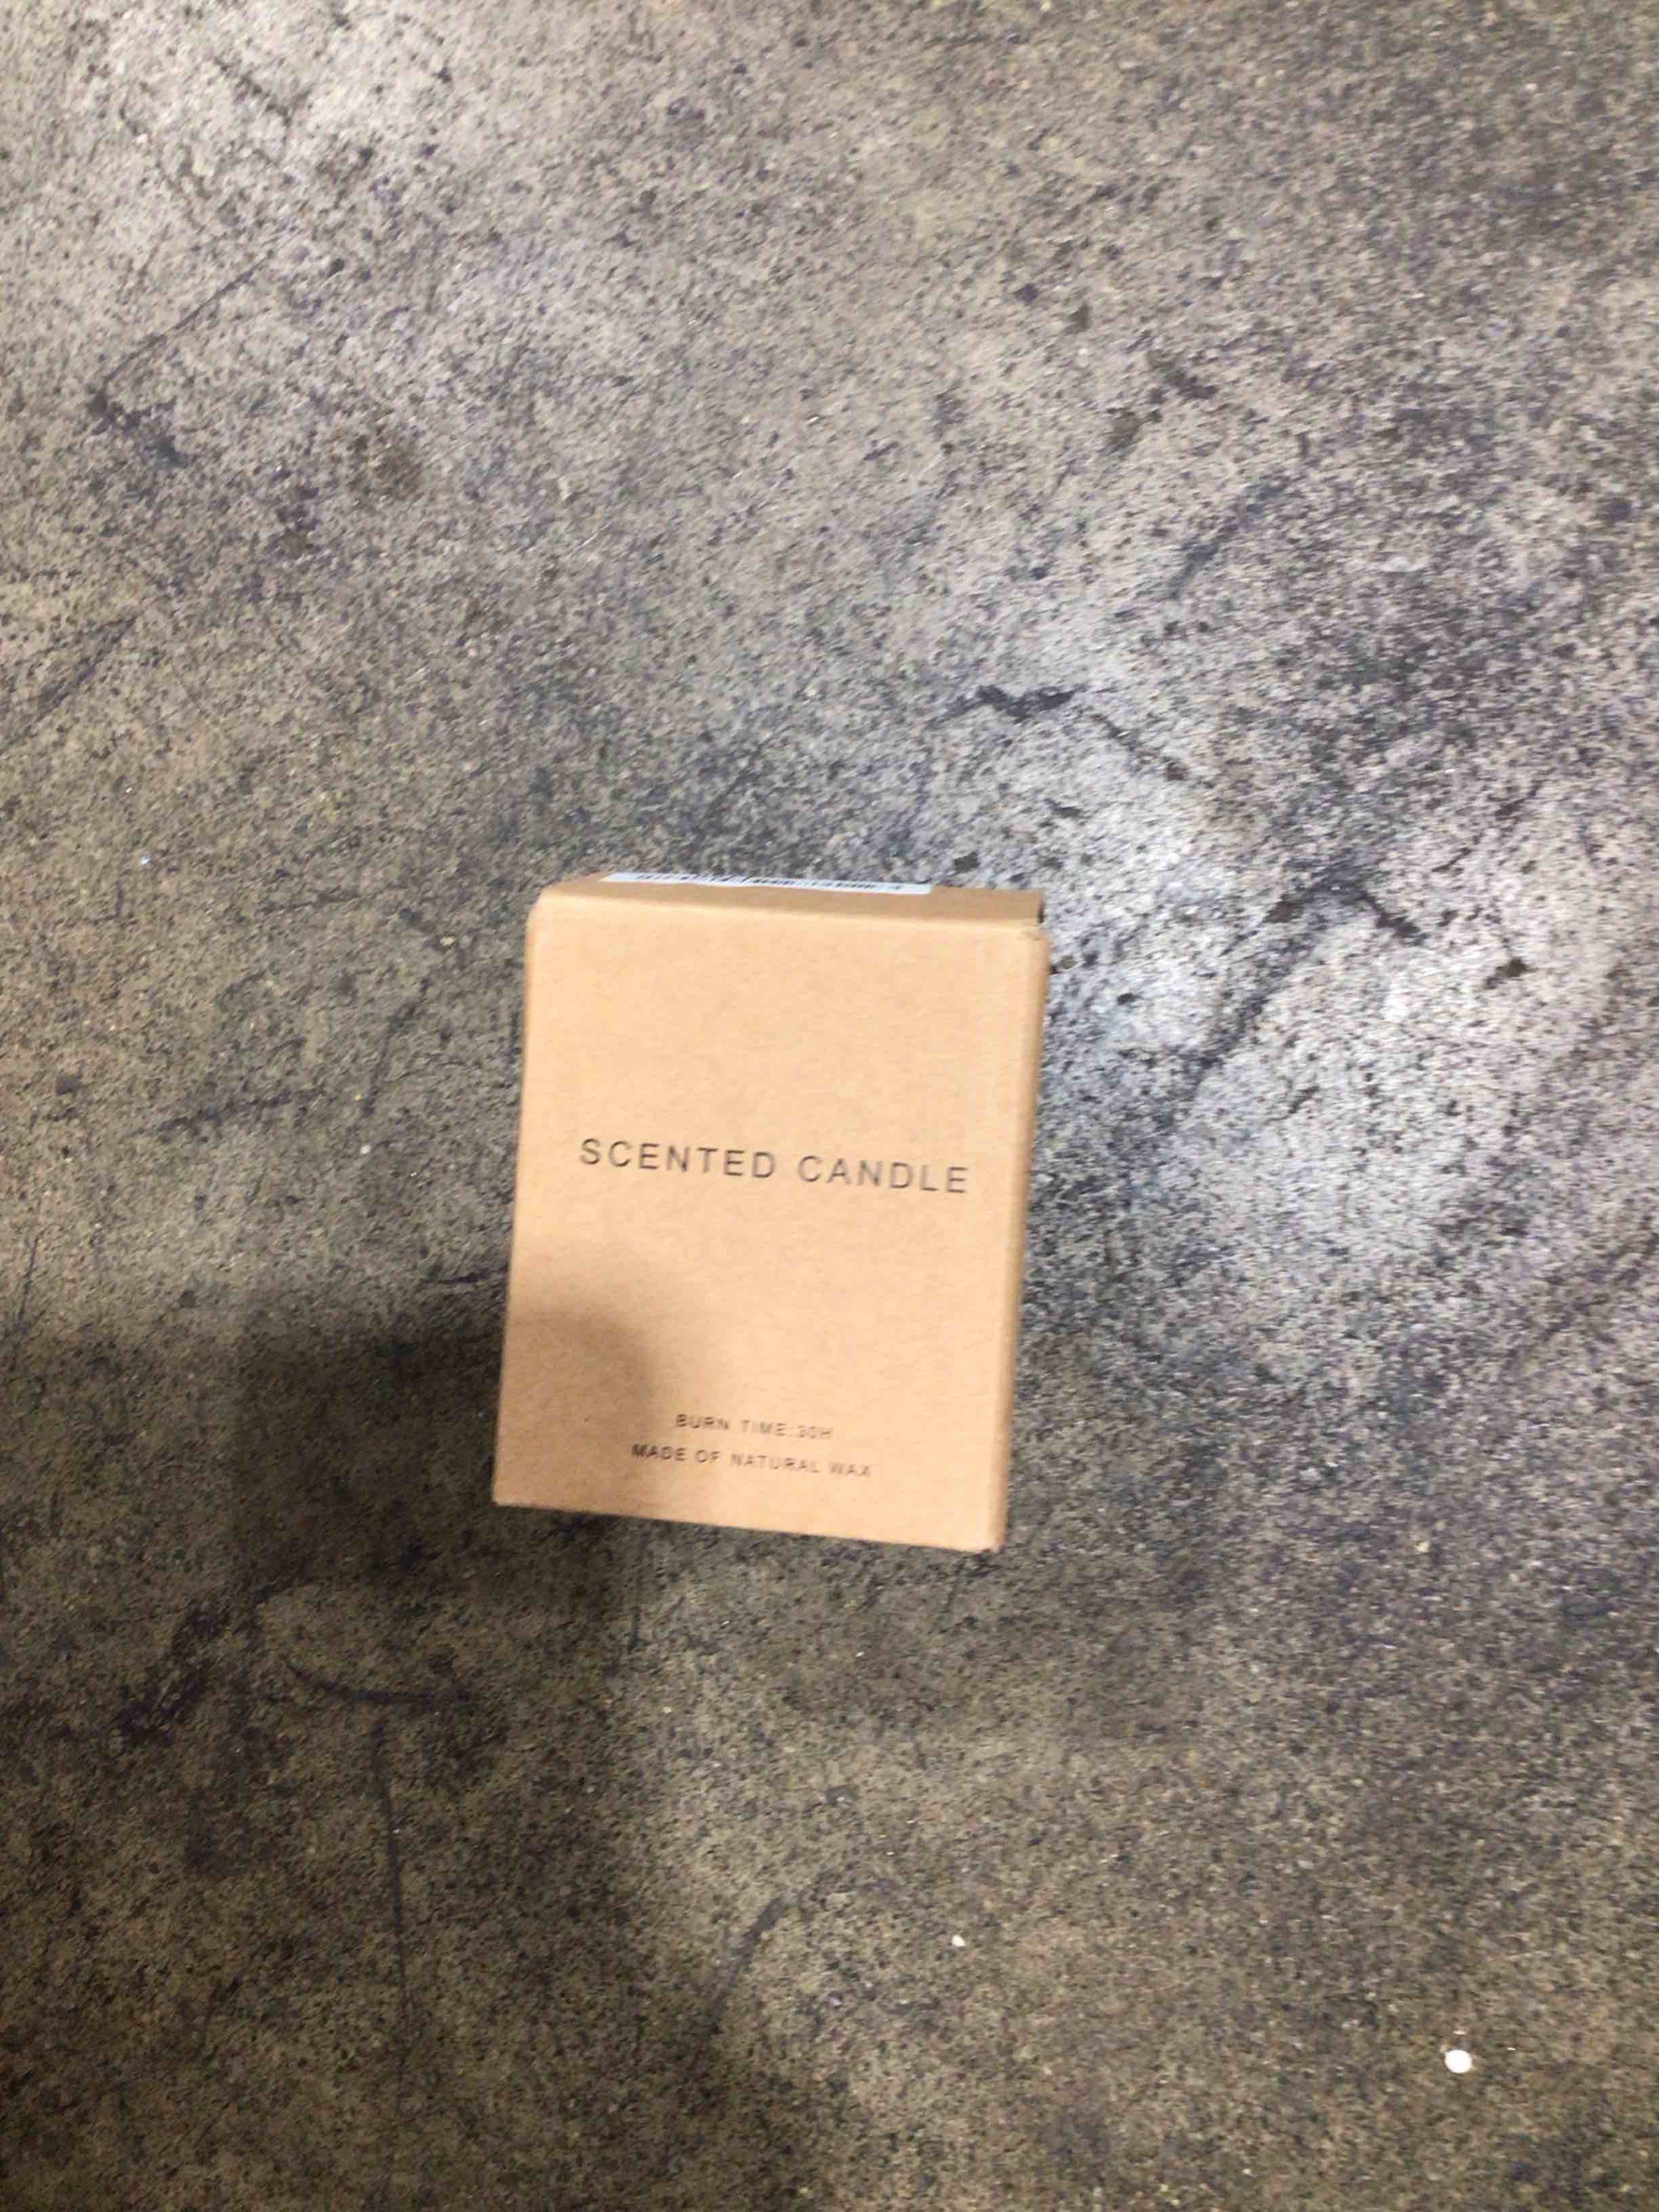 SCENTED CANDLE
BURN TIME:30H
MADE OF NATURAL WAX